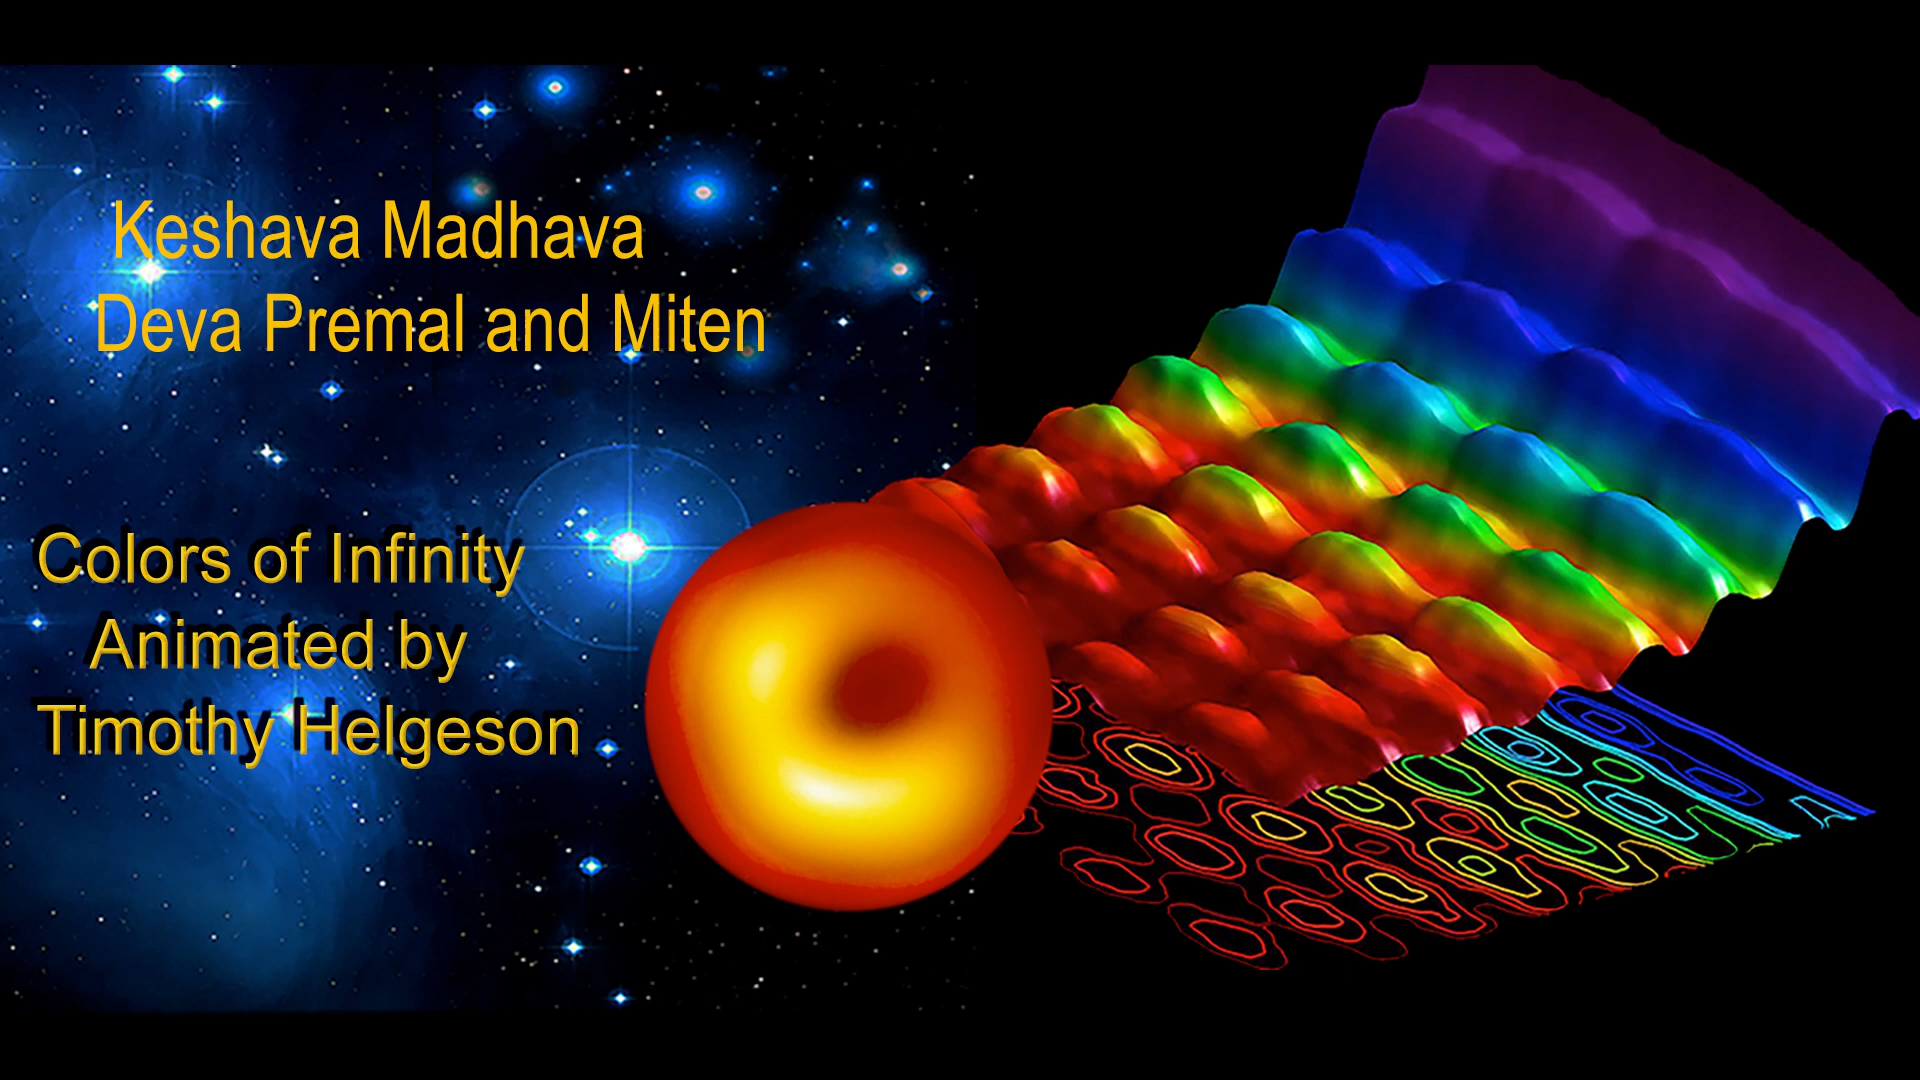 Keshava Madhava
Deva Premal and Miten
Colors of Infinity
Animated by
Timothy Helgeson